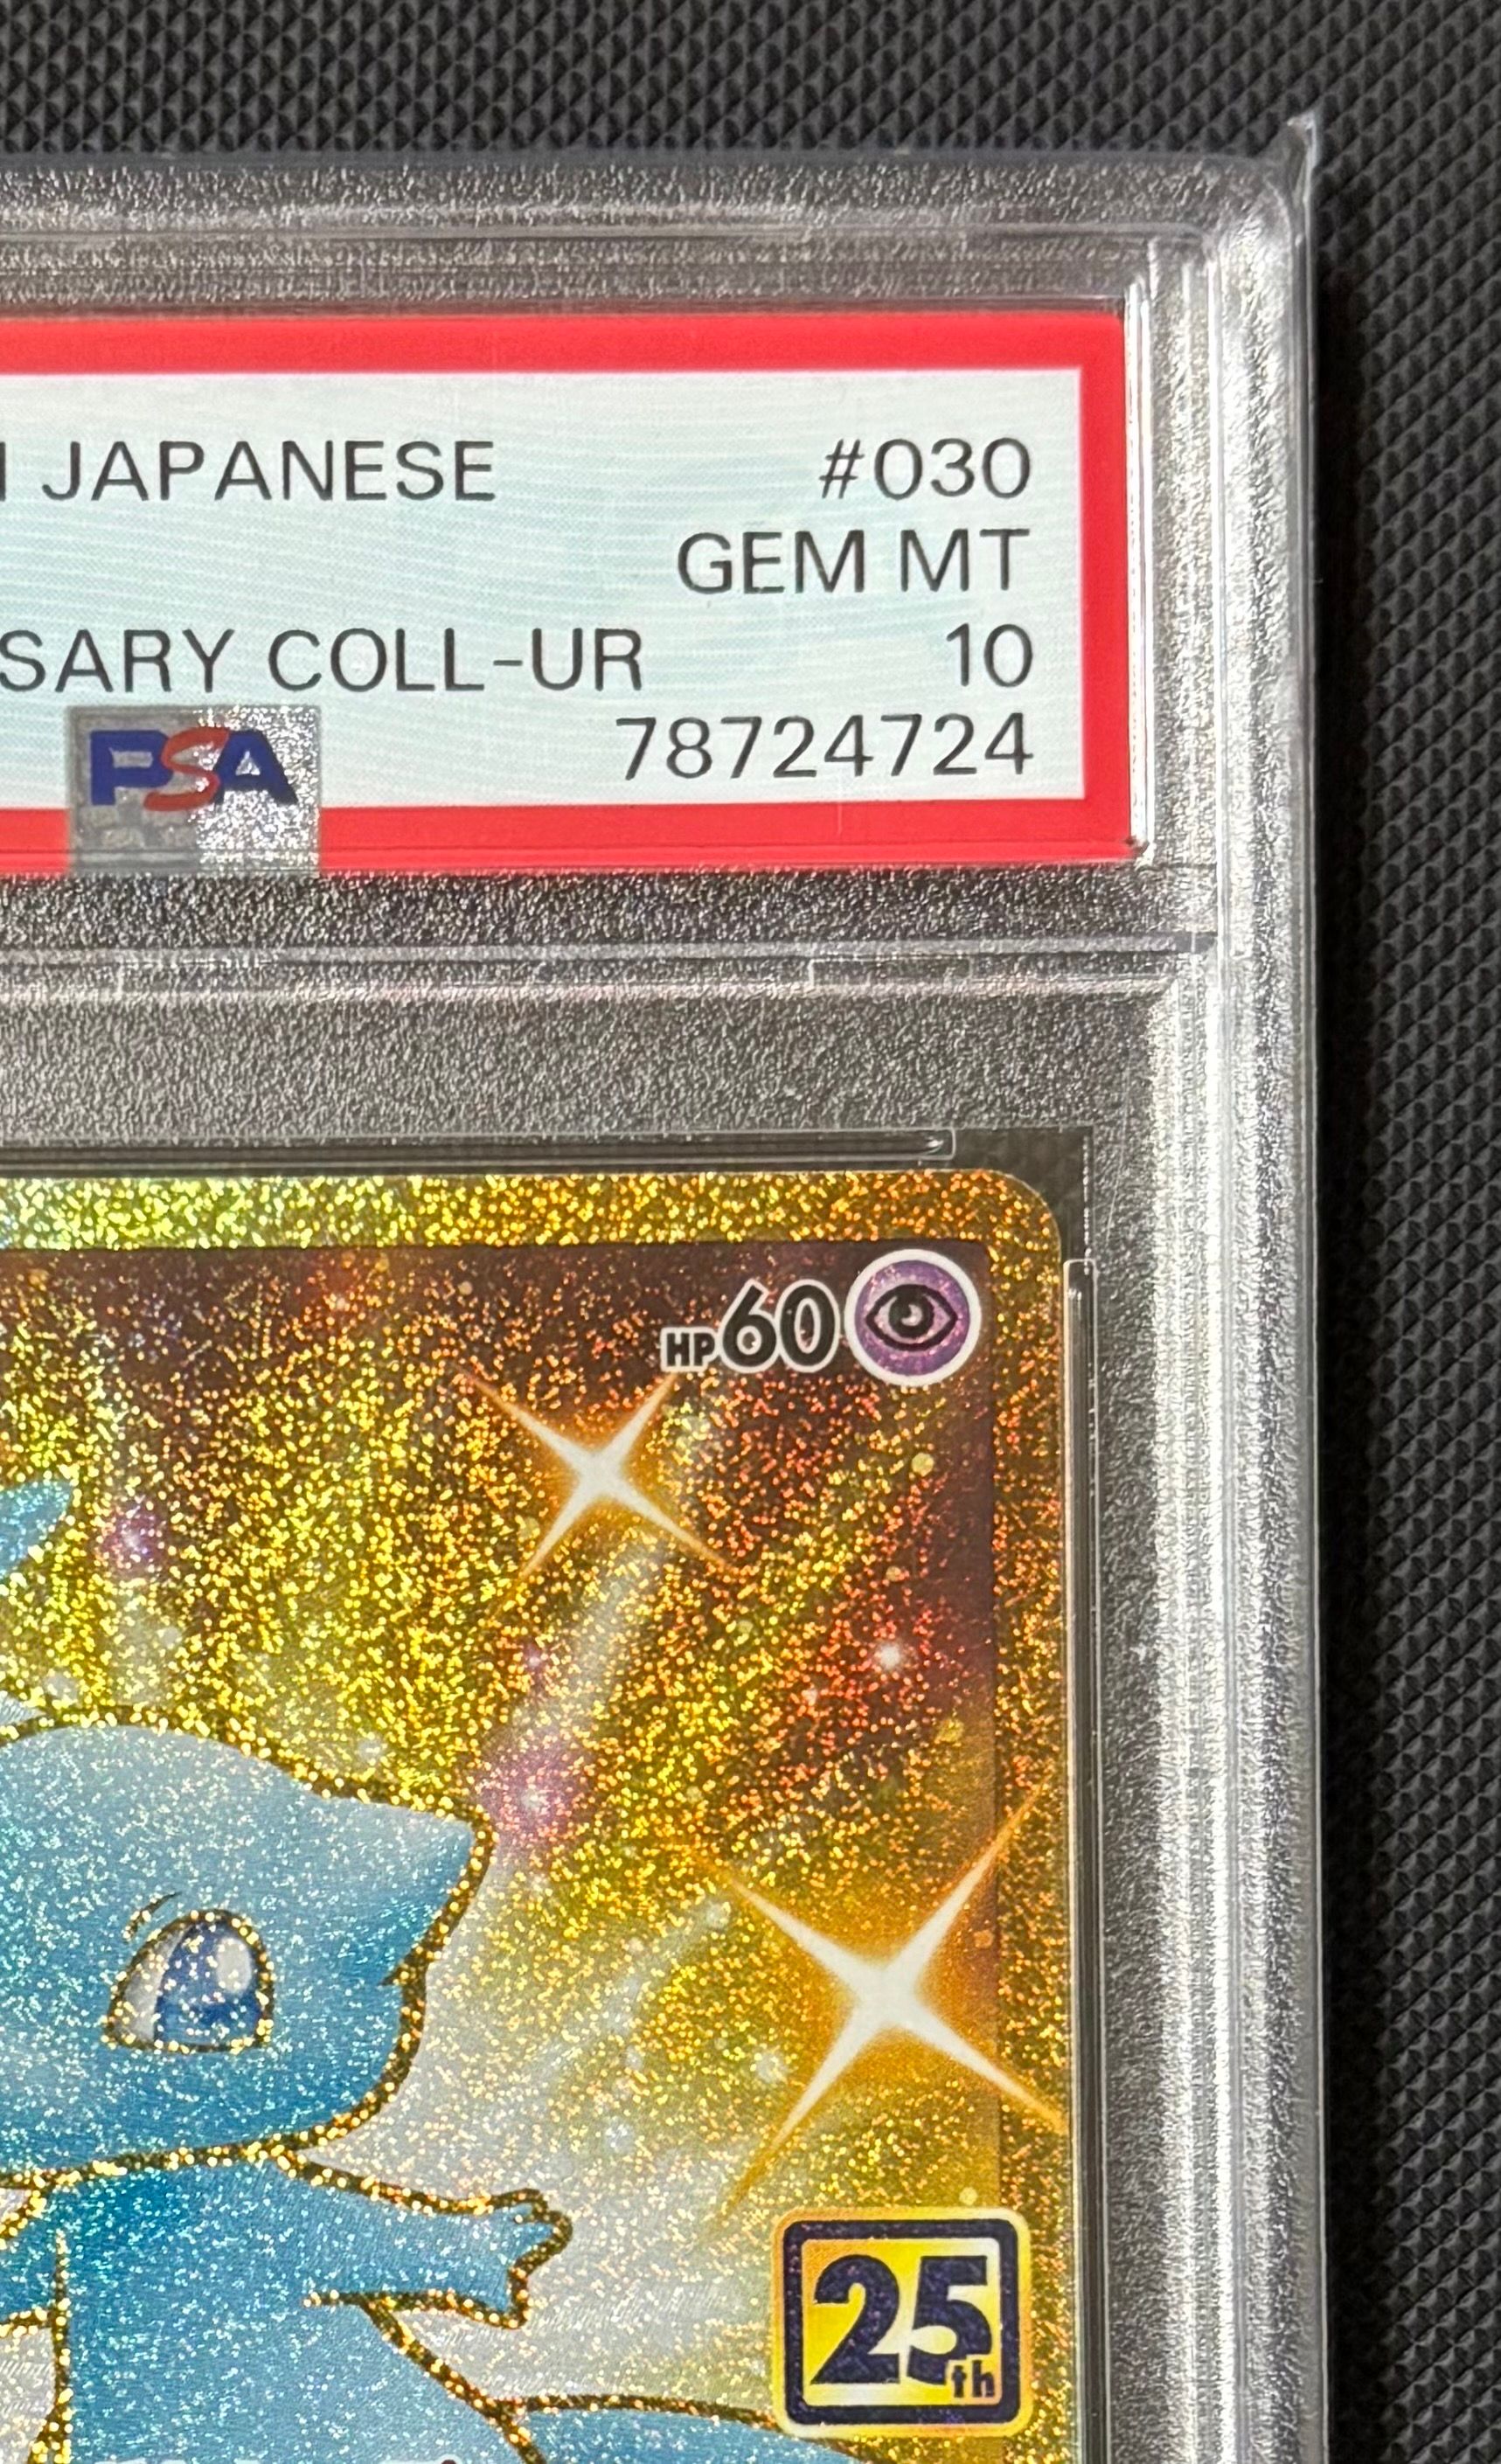 JAPANESE #030
GEM MT
SARY COLL-UR 10
PSA 78724724
HP60
25th